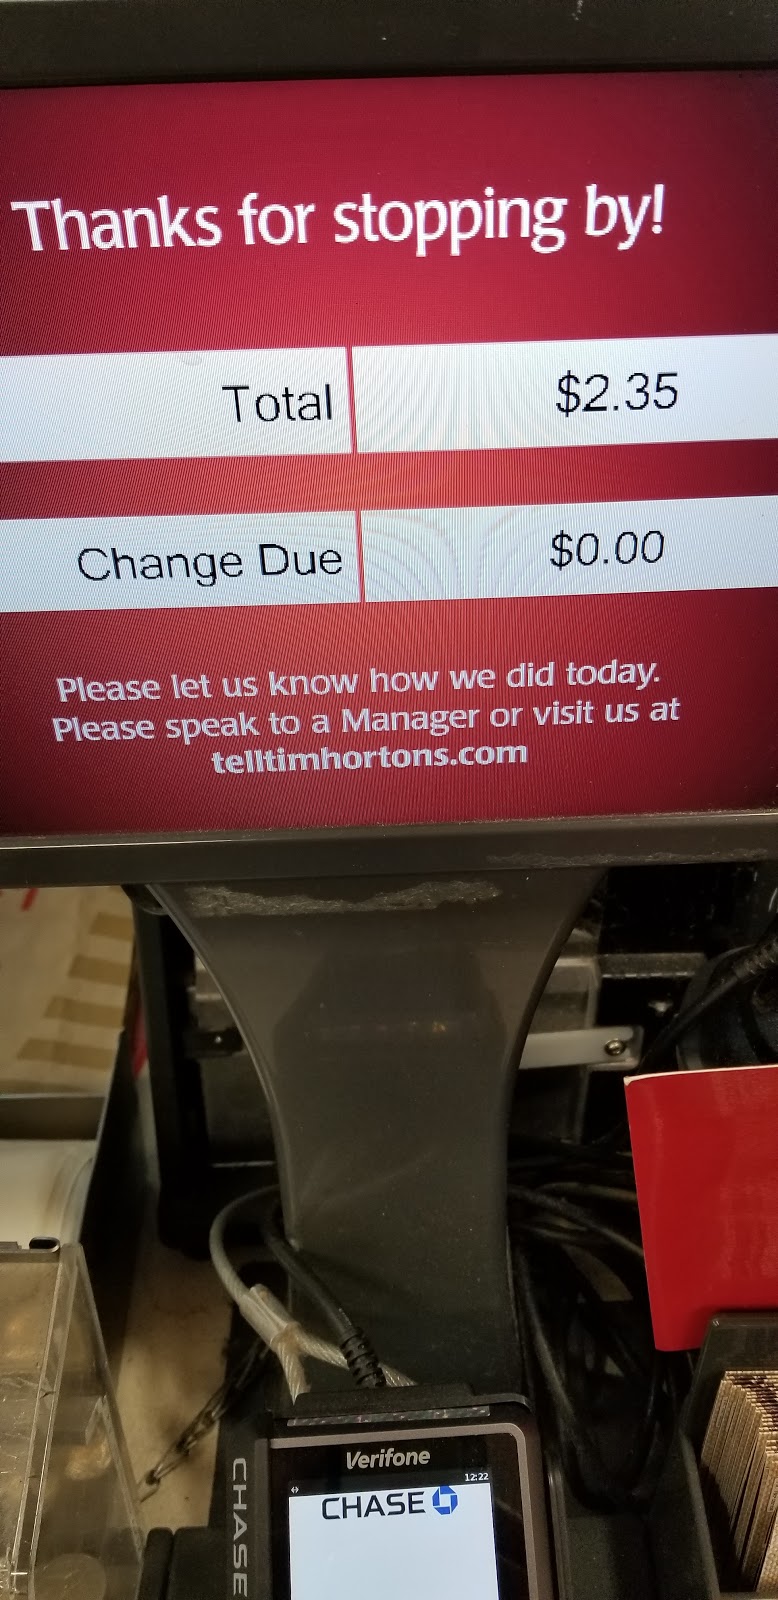 Thanks for stopping by!
Total $2.35
Change Due $0.00
Please let us know how we did today.
Please speak to a Manager or visit us at
telltimhortons.com
Verifone
12:22
CHASE
CHASE